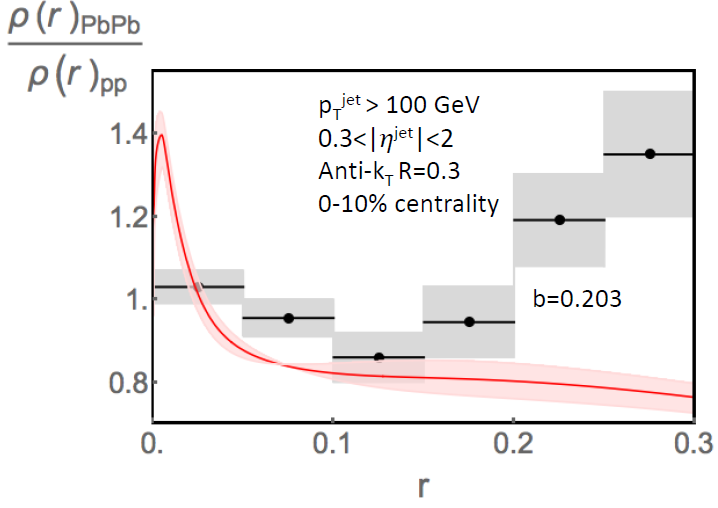 ρ(r)PbPb
ρ(r)pp
pTjet > 100 GeV
0.3<|ηjet|<2
Anti-kT R=0.3
0-10% centrality
b=0.203
1.4
1.2
1.
0.8
0.
0.1
0.2
0.3
r